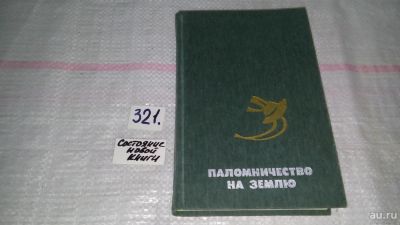 321.
Состояние
новой
книги
ПАЛОМНИЧЕСТВО
НА ЗЕМЛЮ
au.ru